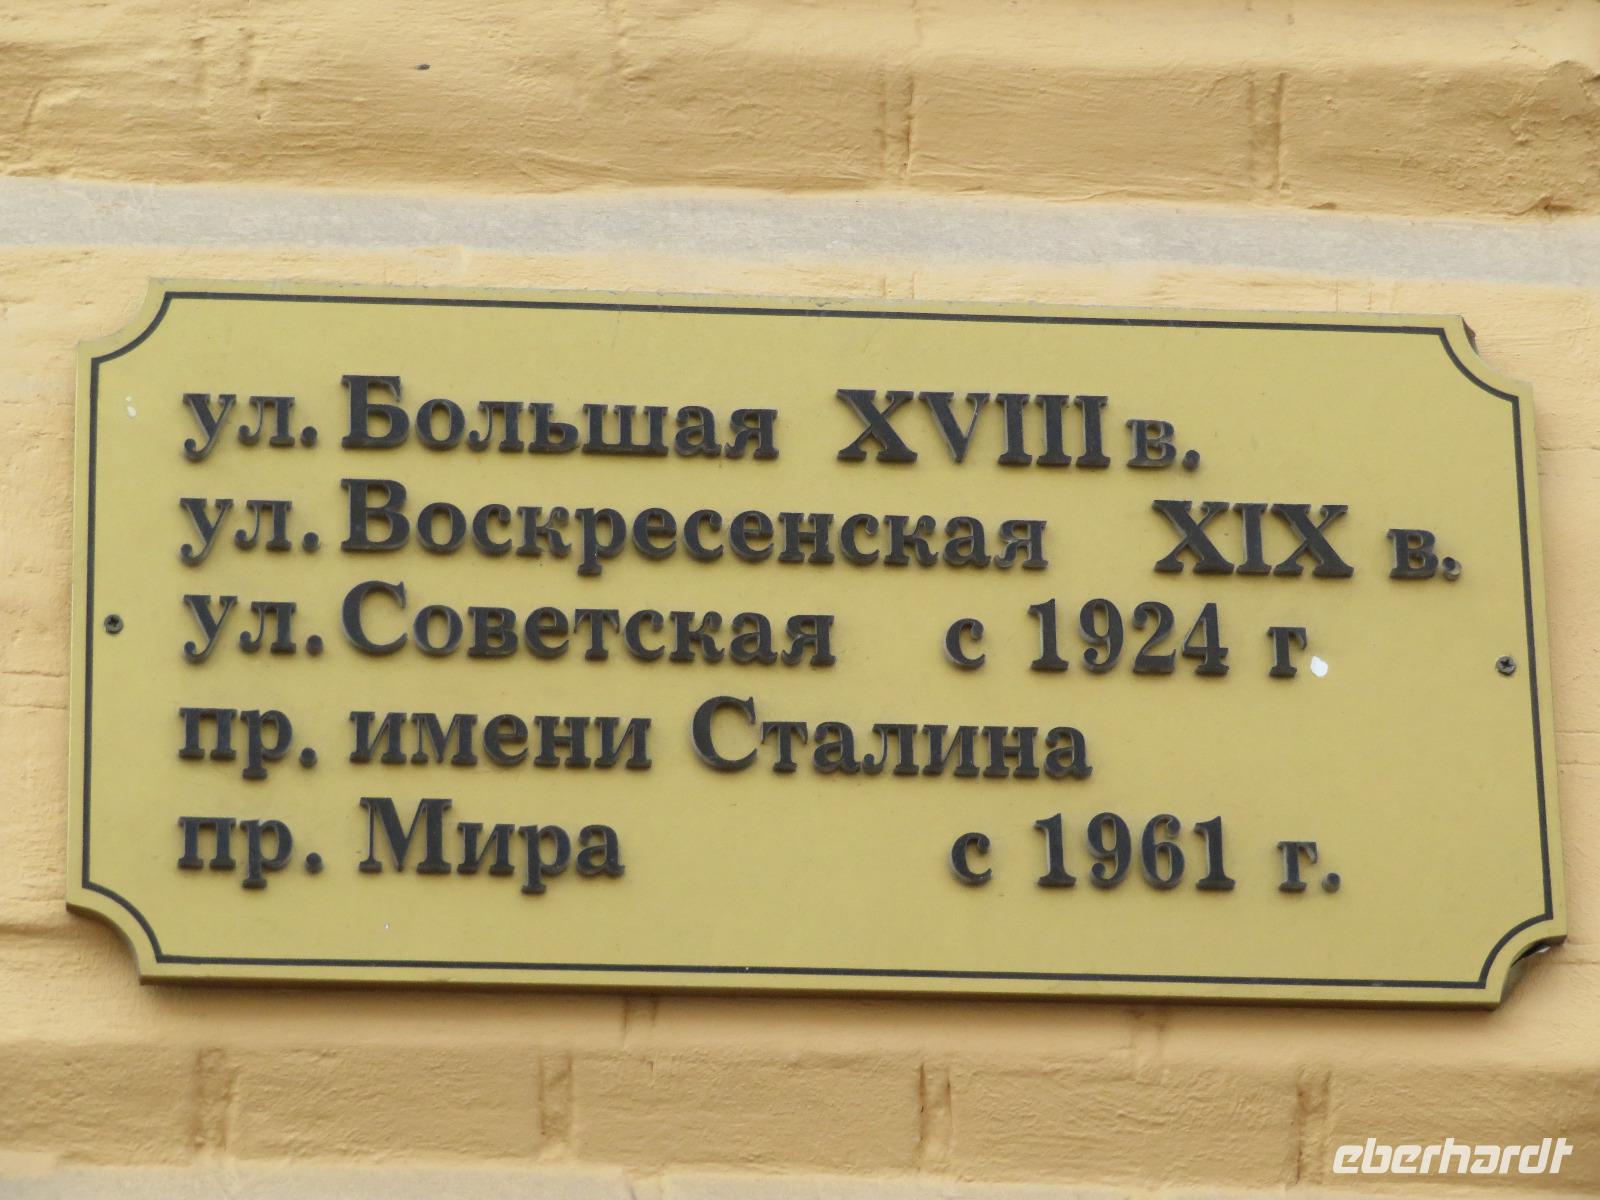 ул. Большая XVIII в.
ул. Воскресенская XIX в.
ул. Советская с 1924 г
пр. имени Сталина
пр. Мира с 1961 г.
eberhardt